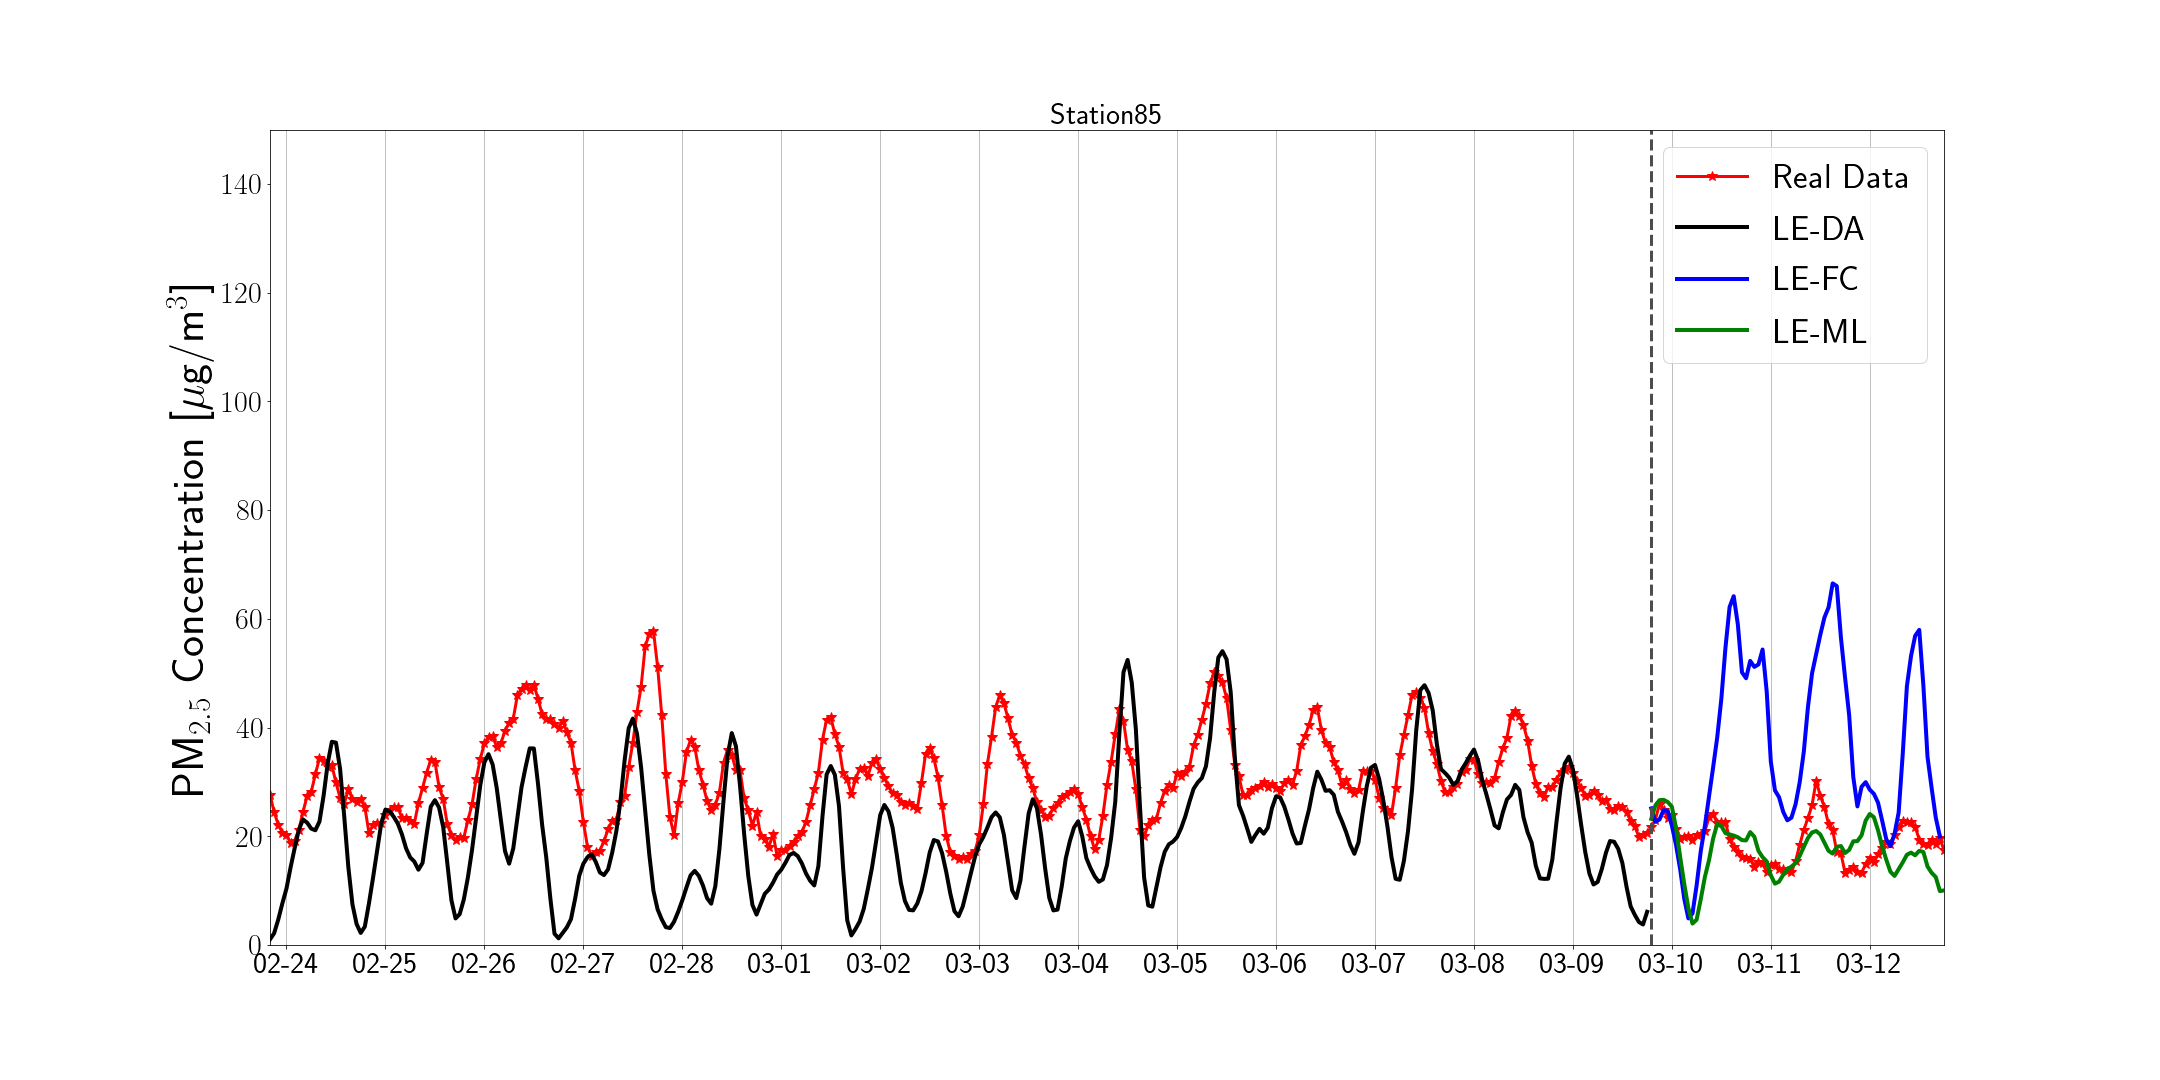 Station85
PM2.5 Concentration [μg/m³]
140
120
100
80
60
40
20
0
Real Data
LE-DA
LE-FC
LE-ML
02-24 02-25 02-26 02-27 02-28 03-01 03-02 03-03 03-04 03-05 03-06 03-07 03-08 03-09 03-10 03-11 03-12